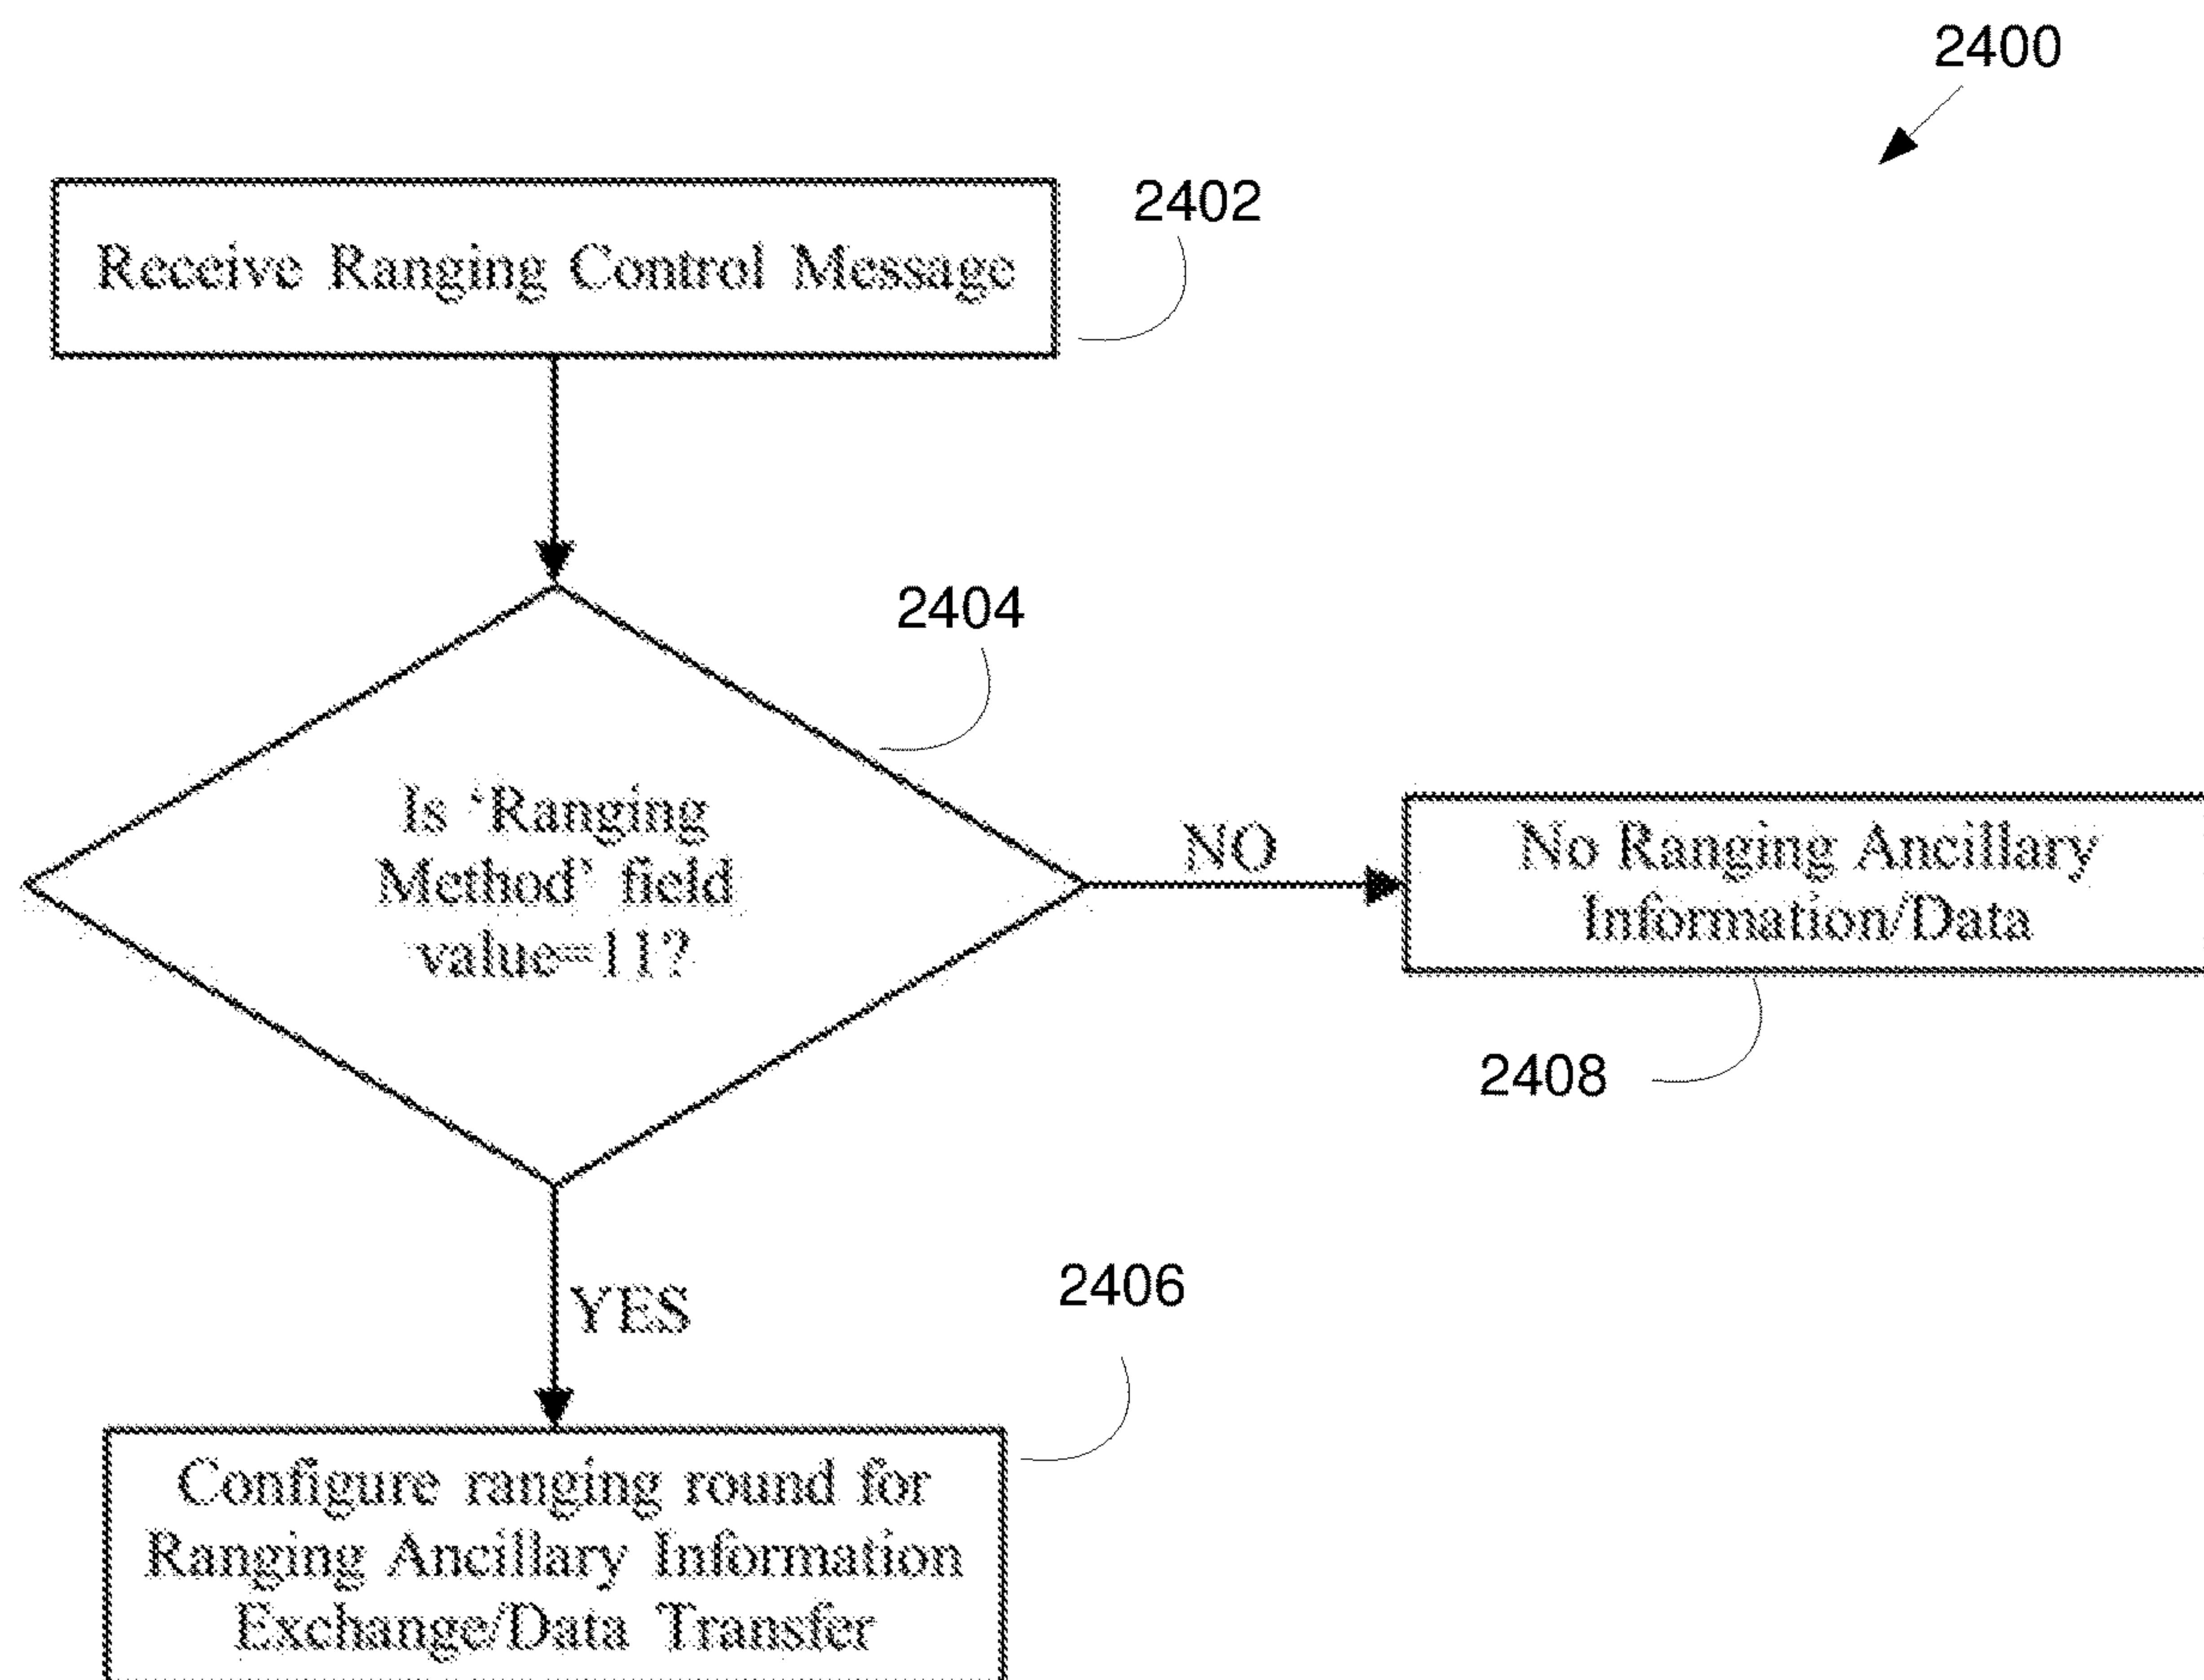 2400
2402
Receive Ranging Control Message
2404
Is ‘Ranging
Method’ field
value=11?
NO
No Ranging Ancillary
Information/Data
2408
YES
2406
Configure ranging round for
Ranging Ancillary Information
Exchange/Data Transfer